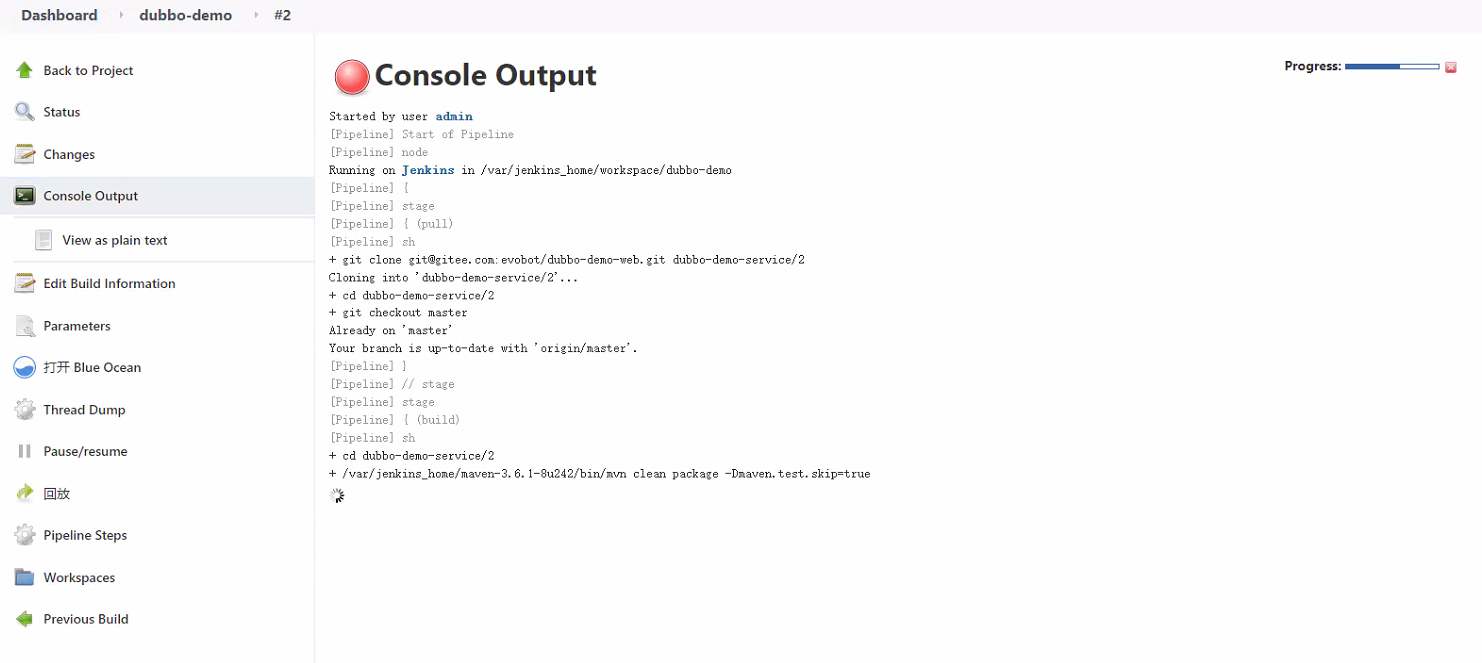 Dashboard dubbo-demo #2
Back to Project
Status
Changes
Console Output
View as plain text
Edit Build Information
Parameters
打开 Blue Ocean
Thread Dump
Pause/resume
回放
Pipeline Steps
Workspaces
Previous Build
Console Output
Progress:
Started by user admin
[Pipeline] Start of Pipeline
[Pipeline] node
Running on Jenkins in /var/jenkins_home/workspace/dubbo-demo
[Pipeline] {
[Pipeline] stage
[Pipeline] { (pull)
[Pipeline] sh
+ git clone git@gitee.com:evobot/dubbo-demo-web.git dubbo-demo-service/2
Cloning into 'dubbo-demo-service/2'...
+ cd dubbo-demo-service/2
+ git checkout master
Already on 'master'
Your branch is up-to-date with 'origin/master'.
[Pipeline] }
[Pipeline] // stage
[Pipeline] stage
[Pipeline] { (build)
[Pipeline] sh
+ cd dubbo-demo-service/2
+ /var/jenkins_home/maven-3.6.1-8u242/bin/mvn clean package -Dmaven.test.skip=true